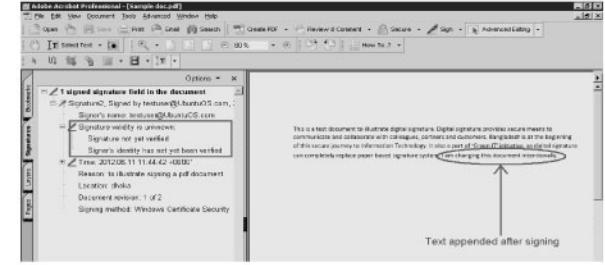 Adobe Acrobat Professional - [Sample doc.pdf]
File Edit View Document Tools Advanced Window Help
Open Save Print Email Search Create PDF Review & Comment Secure Sign Advanced Editing
Select Text 80% How To..?
Options
Bookmarks
Signatures
Layers
Pages
1 signed signature field in the document
Signature2, Signed by testuser@UbuntuOS.com,
Signer's name: testuser@UbuntuOS.com
Signature validity is unknown:
Signature not yet verified
Signer's identity has not yet been verified
Time: 2012.06.11 11:44:42 +06'00'
Reason: to illustrate signing a pdf document
Location: dhaka
Document revision: 1 of 2
Signing method: Windows Certificate Security
This is a test document to illustrate digital signature. Digital signature provides secure means to
communicate and collaborate with colleagues, partners and customers. Bangladesh is at the beginning
of this secure journey to Information Technology. It also a part of "Green IT" initiative, as digital signature
can completely replace paper based signature system. I am changing this document intentionally.
Text appended after signing